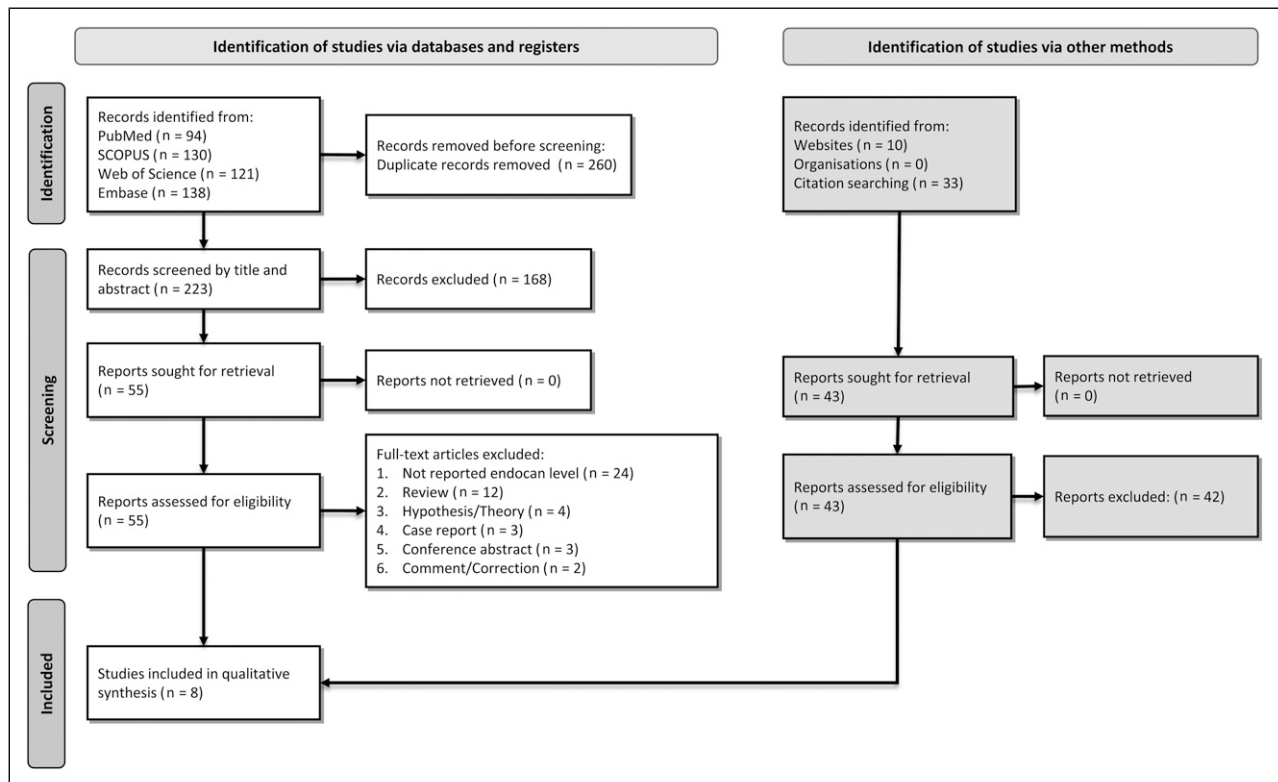 Identification of studies via databases and registers
Identification of studies via other methods
Identification
Records identified from:
PubMed (n = 94)
SCOPUS (n = 130)
Web of Science (n = 121)
Embase (n = 138)
Records removed before screening:
Duplicate records removed (n = 260)
Records identified from:
Websites (n = 10)
Organisations (n = 0)
Citation searching (n = 33)
Screening
Records screened by title and
abstract (n = 223)
Records excluded (n = 168)
Reports sought for retrieval
(n = 55)
Reports not retrieved (n = 0)
Reports sought for retrieval
(n = 43)
Reports not retrieved
(n = 0)
Reports assessed for eligibility
(n = 55)
Full-text articles excluded:
1. Not reported endocan level (n = 24)
2. Review (n = 12)
3. Hypothesis/Theory (n = 4)
4. Case report (n = 3)
5. Conference abstract (n = 3)
6. Comment/Correction (n = 2)
Reports assessed for eligibility
(n = 43)
Reports excluded: (n = 42)
Included
Studies included in qualitative
synthesis (n = 8)